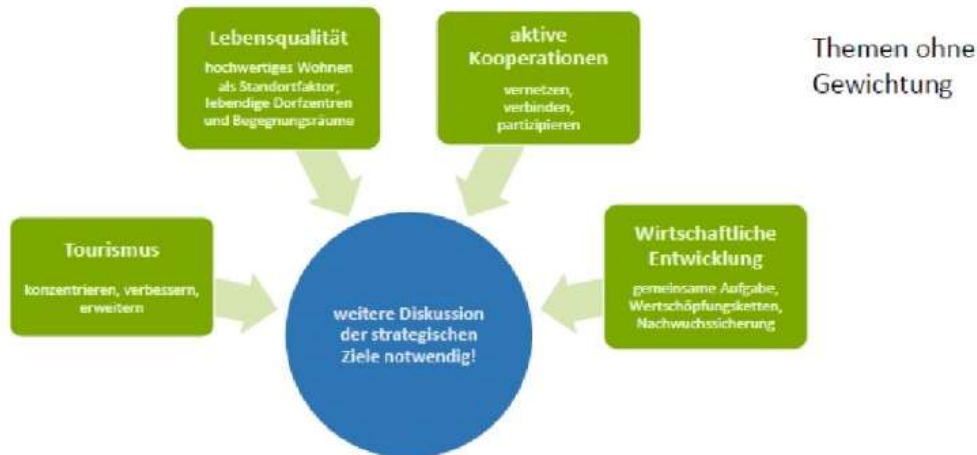 Lebensqualität
hochwertiges Wohnen
als Standortfaktor,
lebendige Dorfzentren
und Begegnungsräume
aktive
Kooperationen
vernetzen,
verbinden,
partizipieren
Themen ohne
Gewichtung
Tourismus
konzentrieren, verbessern,
erweitern
weitere Diskussion
der strategischen
Ziele notwendig!
Wirtschaftliche
Entwicklung
gemeinsame Aufgabe,
Wertschöpfungsketten,
Nachwuchssicherung